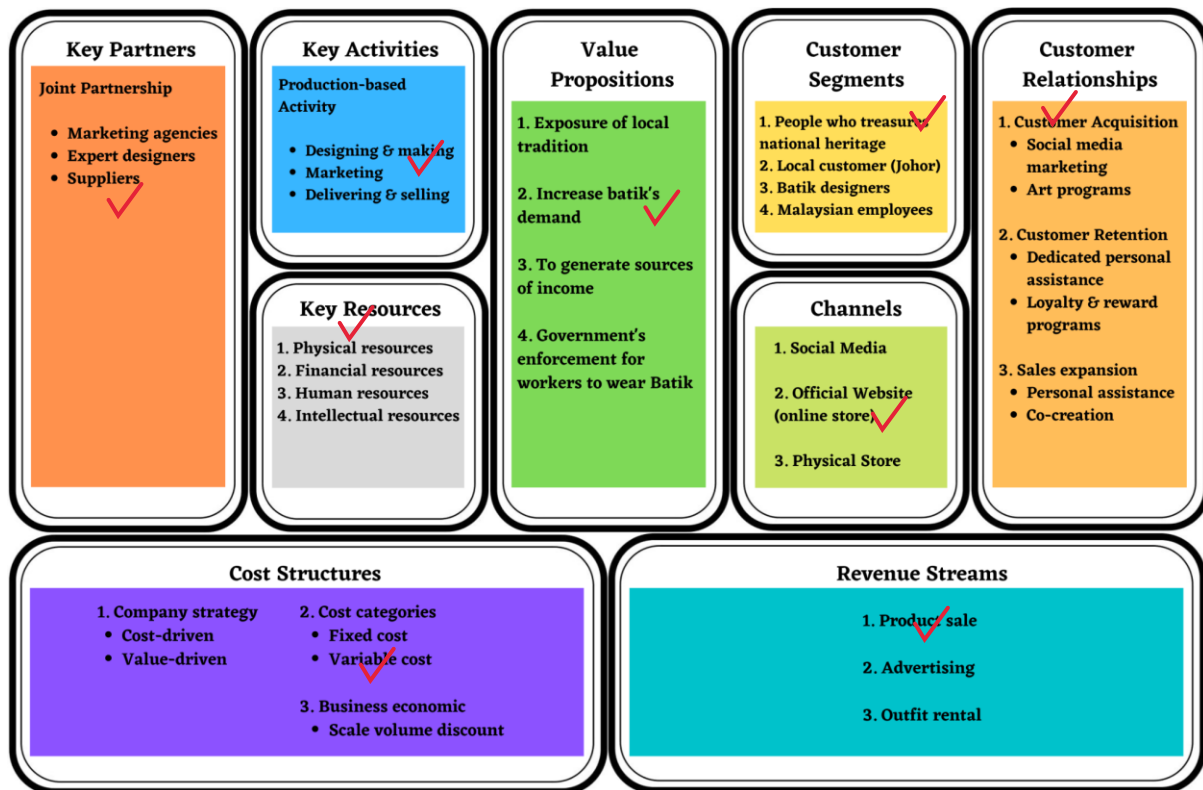 Key Partners
Joint Partnership
• Marketing agencies
• Expert designers
• Suppliers
Key Activities
Production-based
Activity
• Designing & making
• Marketing
• Delivering & selling
Key Resources
1. Physical resources
2. Financial resources
3. Human resources
4. Intellectual resources
Value
Propositions
1. Exposure of local
tradition
2. Increase batik's
demand
3. To generate sources
of income
4. Government's
enforcement for
workers to wear Batik
Customer
Segments
1. People who treasures
national heritage
2. Local customer (Johor)
3. Batik designers
4. Malaysian employees
Channels
1. Social Media
2. Official Website
(online store)
3. Physical Store
Customer
Relationships
1. Customer Acquisition
• Social media
marketing
• Art programs
2. Customer Retention
• Dedicated personal
assistance
• Loyalty & reward
programs
3. Sales expansion
• Personal assistance
• Co-creation
Cost Structures
1. Company strategy
• Cost-driven
• Value-driven
2. Cost categories
• Fixed cost
• Variable cost
3. Business economic
• Scale volume discount
Revenue Streams
1. Product sale
2. Advertising
3. Outfit rental